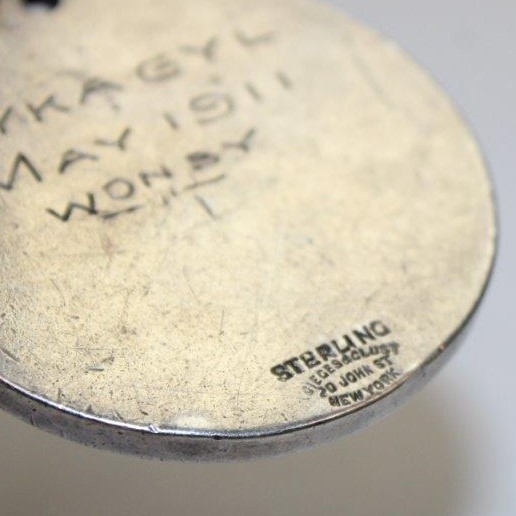 YKAGYL
MAY 1911
WON BY
STERLING
DIEGES & CLUST
20 JOHN ST.
NEW YORK